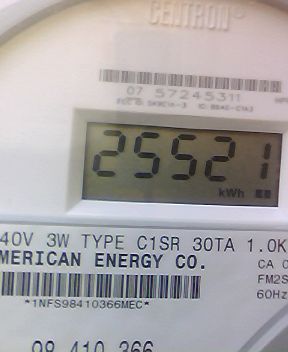 CENTRON®
07 57245311
25521
kWh
40V 3W TYPE C1SR 30TA 1.0K
MERICAN ENERGY CO.
CA 0
FM2S
60Hz
*1NFS98410366MEC*
98 410 366